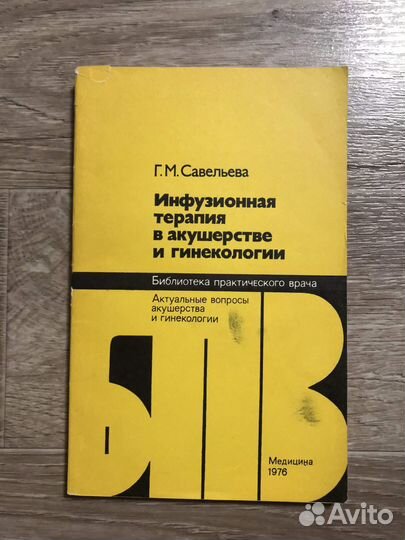 Г. М. Савельева
Инфузионная
терапия
в акушерстве
и гинекологии
Библиотека практического врача
Актуальные вопросы
акушерства
и гинекологии
БПВ
Медицина
1976
Avito